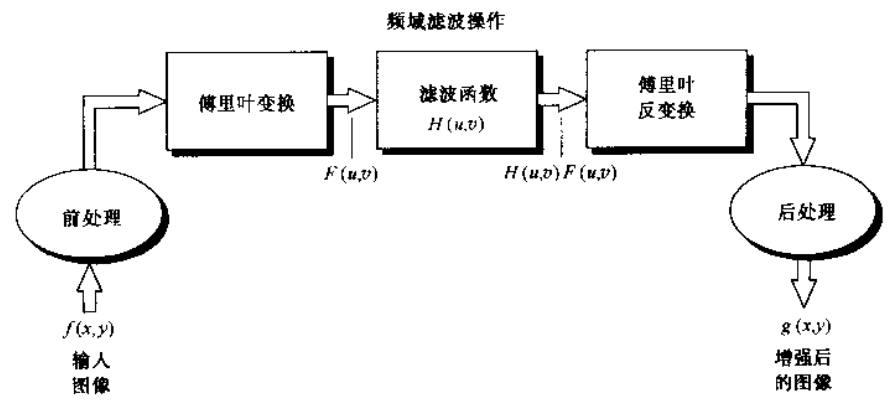 频域滤波操作
傅里叶变换
滤波函数
H(u,v)
傅里叶
反变换
F(u,v)
H(u,v)F(u,v)
前处理
后处理
f(x,y)
g(x,y)
输入
图像
增强后
的图像